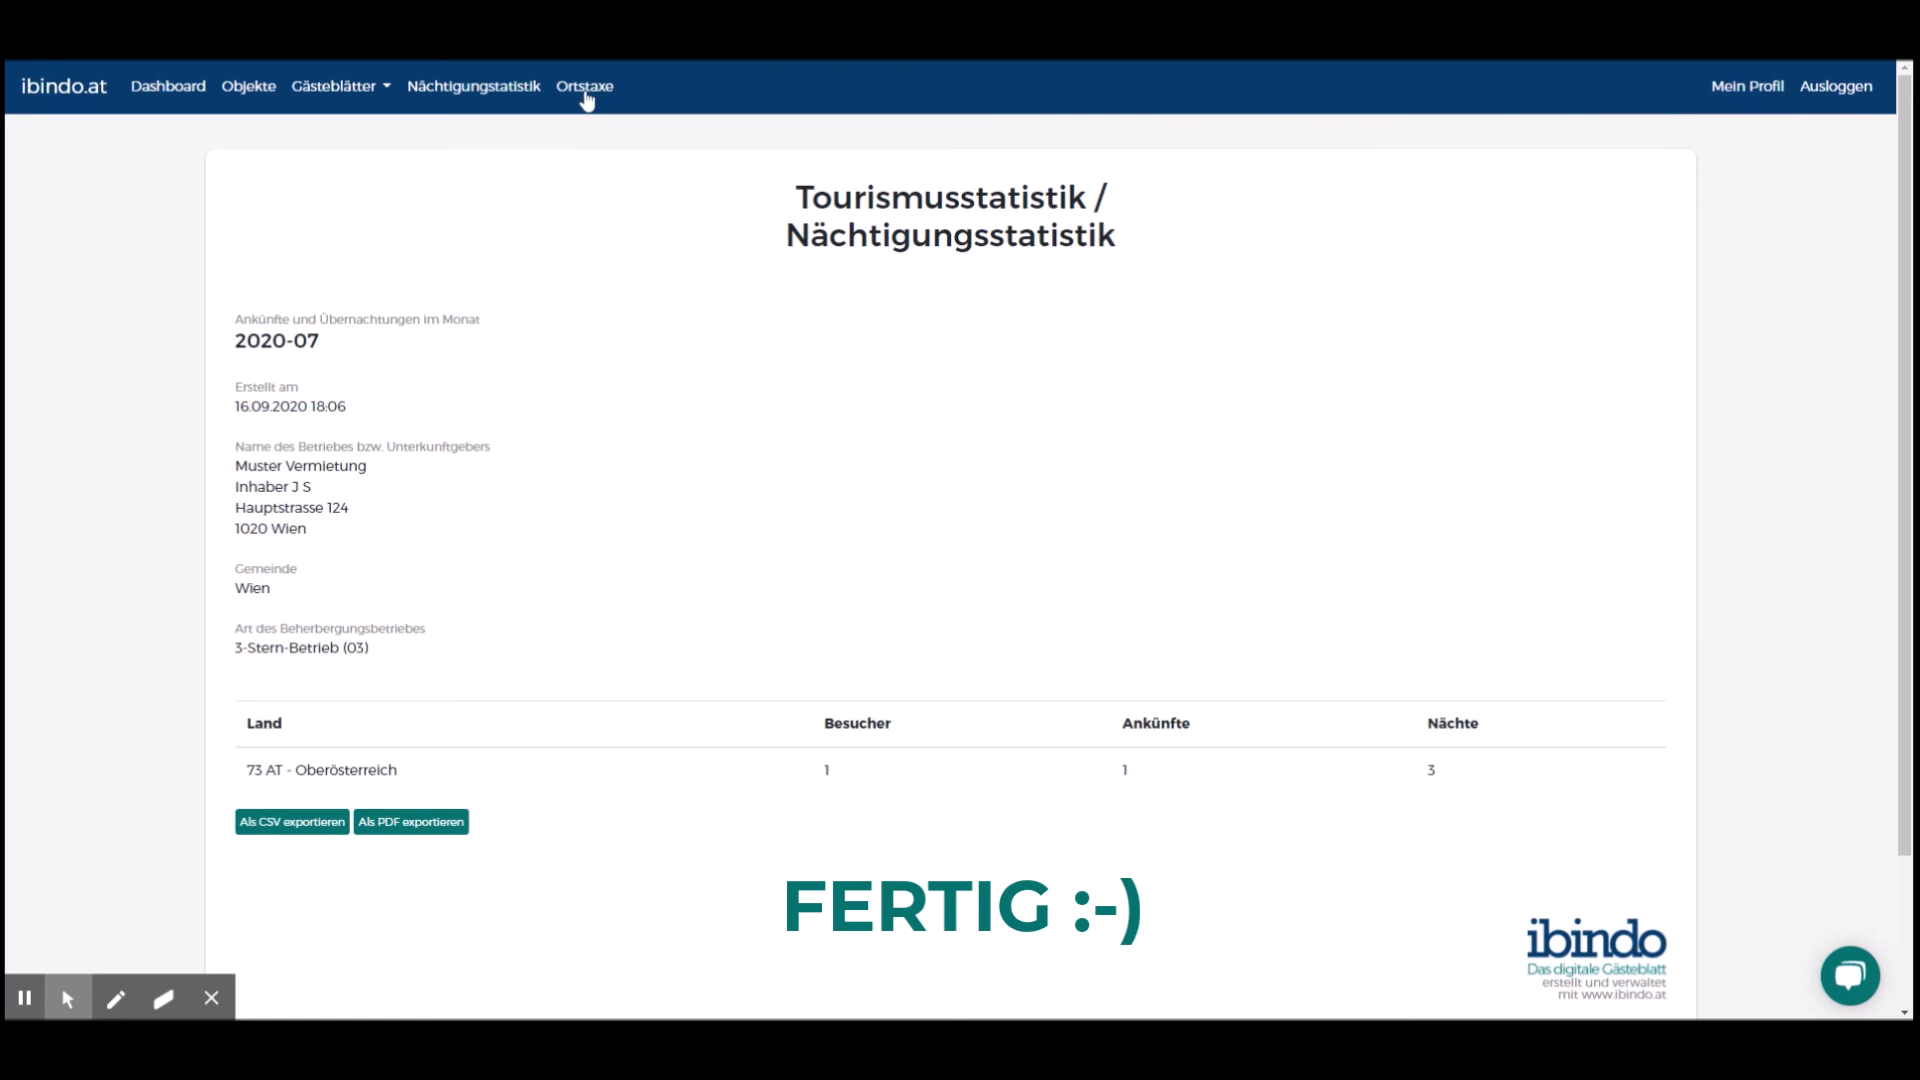 ibindo.at Dashboard Objekte Gästeblätter Nächtigungstatistik Ortstaxe Mein Profil Ausloggen
Tourismusstatistik /
Nächtigungsstatistik
Ankünfte und Übernachtungen im Monat
2020-07
Erstellt am
16.09.2020 18:06
Name des Betriebes bzw. Unterkunftgebers
Muster Vermietung
Inhaber J S
Hauptstrasse 124
1020 Wien
Gemeinde
Wien
Art des Beherbergungsbetriebes
3-Stern-Betrieb (03)
Land Besucher Ankünfte Nächte
73 AT - Oberösterreich 1 1 3
Als CSV exportieren Als PDF exportieren
FERTIG :-)
ibindo
Das digitale Gästeblatt
erstellt und verwaltet
mit www.ibindo.at